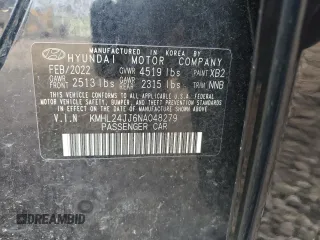 MANUFACTURED IN KOREA BY
HYUNDAI MOTOR COMPANY
FEB/2022 GVWR 4519 lbs PAINT XB2
GAWR FRONT 2513 lbs GAWR REAR 2315 lbs TRIM NNB
THIS VEHICLE CONFORMS TO ALL APPLICABLE U.S.A. FEDERAL
MOTOR VEHICLE SAFETY, BUMPER, AND THEFT PREVENTION
STANDARDS IN EFFECT ON THE DATE OF MANUFACTURE SHOWN ABOVE.
V.I.N KMHL24JJ6NA048279
PASSENGER CAR
DREAMBID